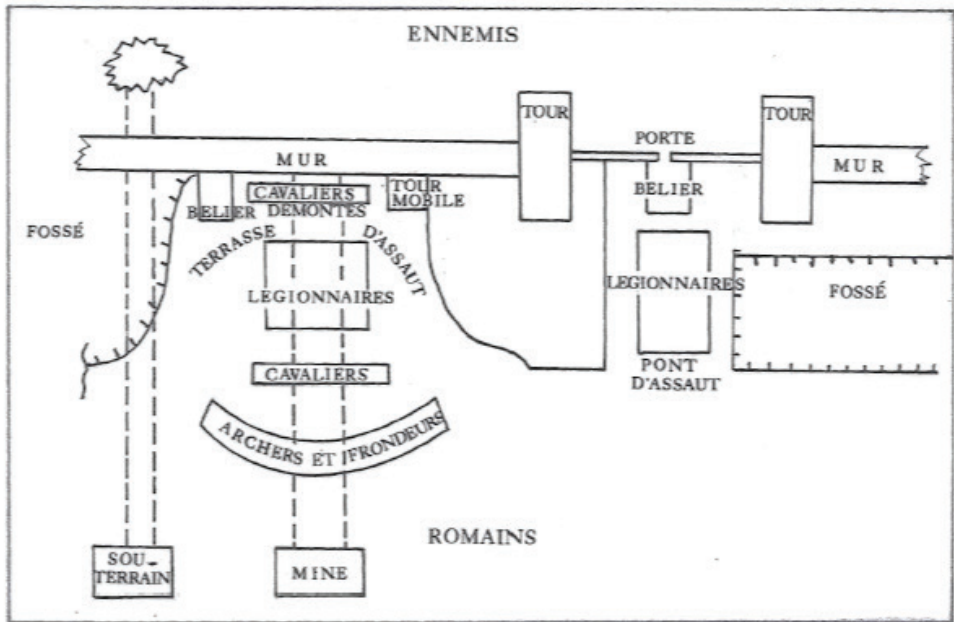 ENNEMIS
TOUR
TOUR
PORTE
MUR
MUR
CAVALIERS
DEMONTES
TOUR
MOBILE
BELIER
BELIER
FOSSÉ
TERRASSE
D'ASSAUT
LEGIONNAIRES
LEGIONNAIRES
FOSSÉ
CAVALIERS
PONT
D'ASSAUT
ARCHERS ET FRONDEURS
ROMAINS
SOU-
TERRAIN
MINE